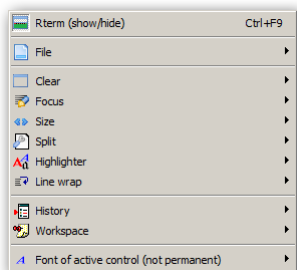 Rterm (show/hide) Ctrl+F9
File
Clear
Focus
Size
Split
Highlighter
Line wrap
History
Workspace
Font of active control (not permanent)